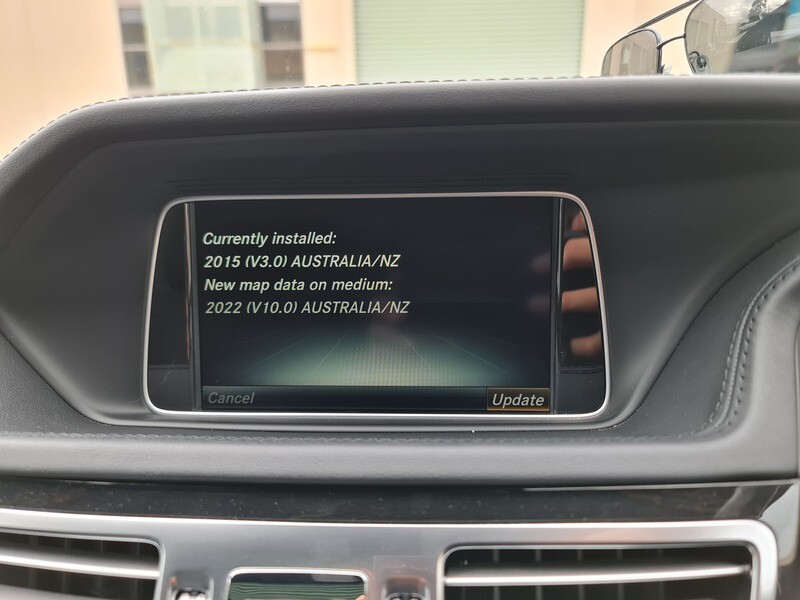 Currently installed:
2015 (V3.0) AUSTRALIA/NZ
New map data on medium:
2022 (V10.0) AUSTRALIA/NZ
Cancel
Update